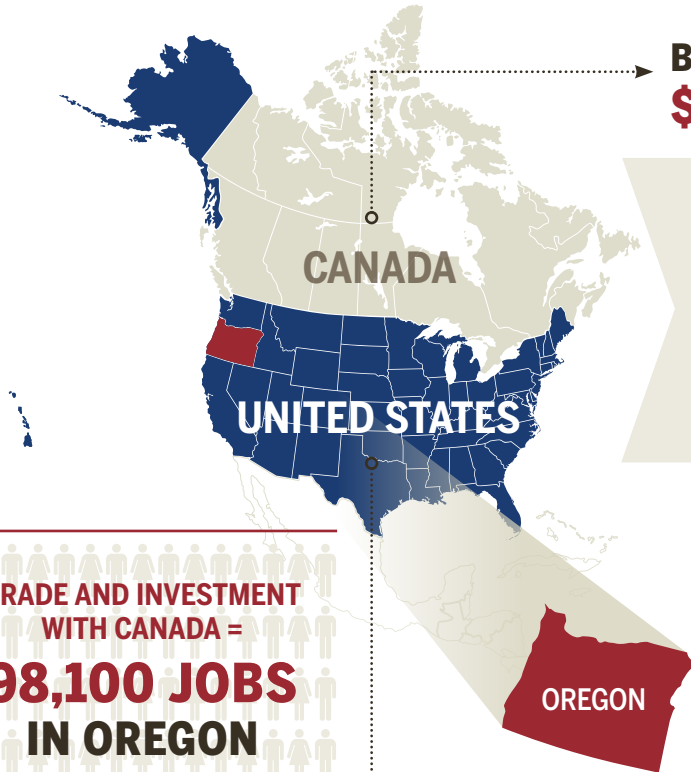 B
$
CANADA
UNITED STATES
RADE AND INVESTMENT
WITH CANADA =
98,100 JOBS
IN OREGON
OREGON